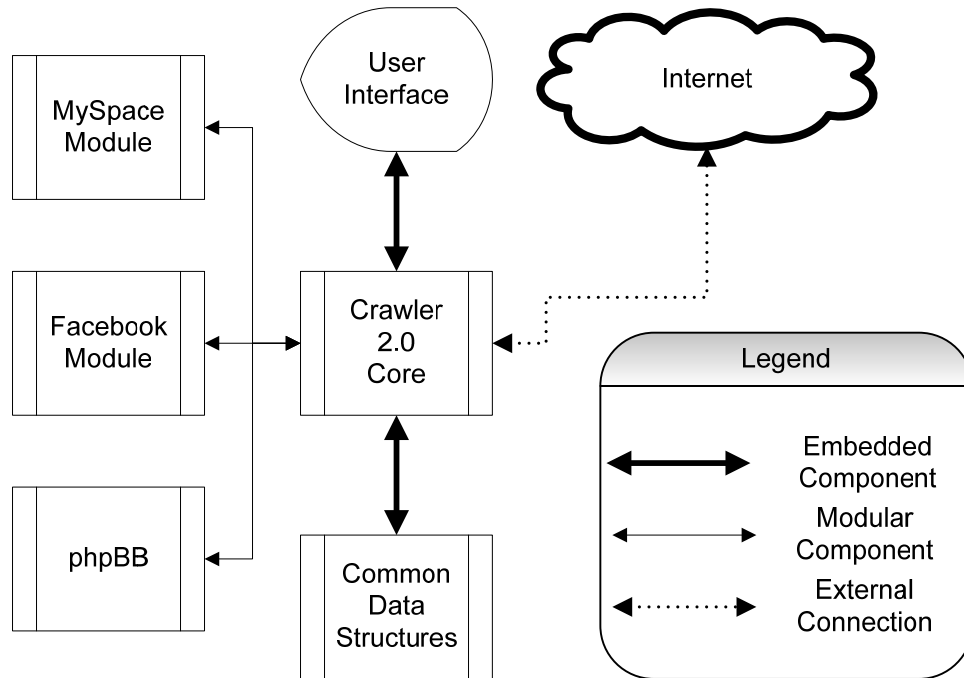 User
Interface
Internet
MySpace
Module
Facebook
Module
Crawler
2.0
Core
Legend
Embedded
Component
Modular
Component
External
Connection
phpBB
Common
Data
Structures